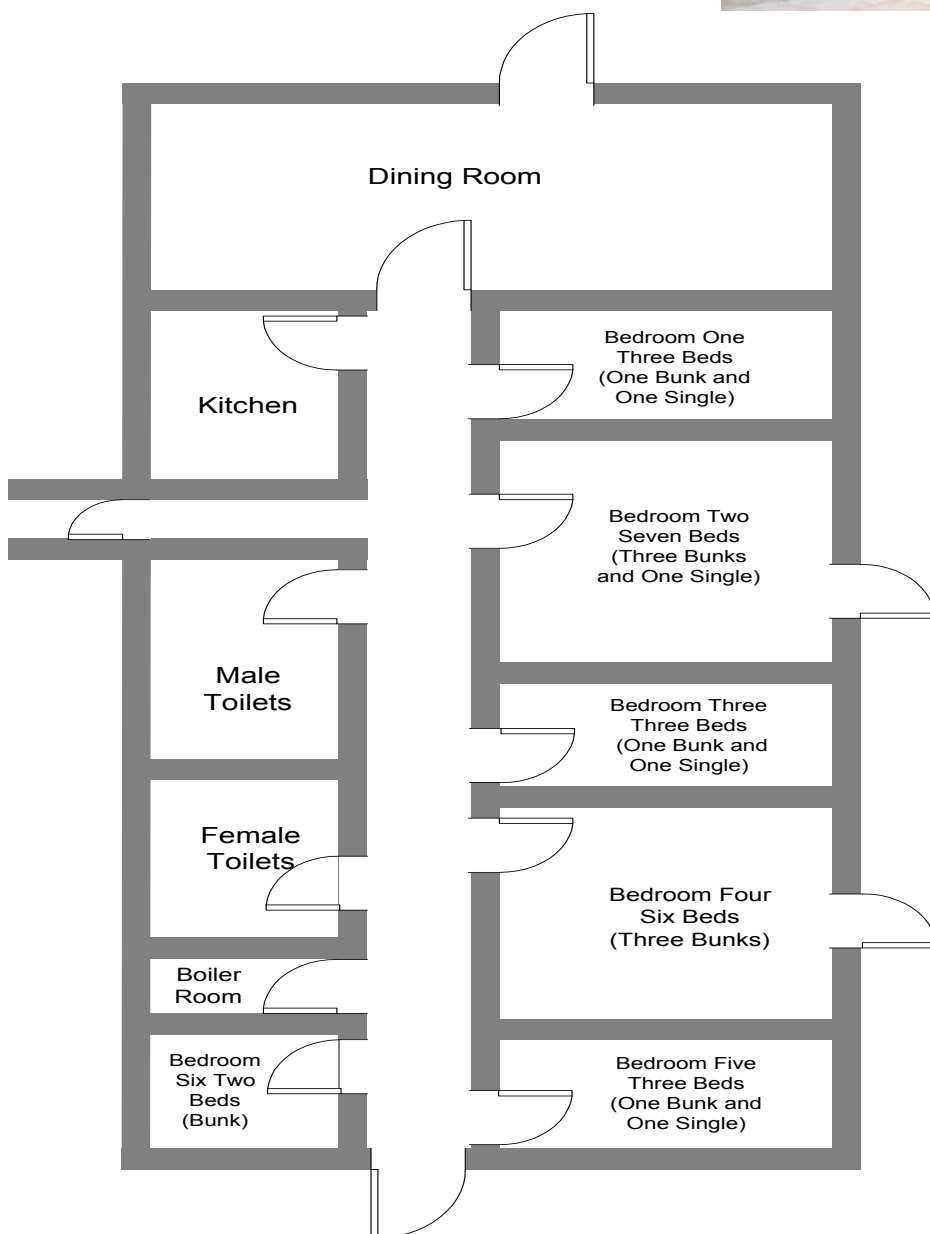 Dining Room
Bedroom One
Three Beds
(One Bunk and
One Single)
Kitchen
Bedroom Two
Seven Beds
(Three Bunks
and One Single)
Male
Toilets
Bedroom Three
Three Beds
(One Bunk and
One Single)
Female
Toilets
Bedroom Four
Six Beds
(Three Bunks)
Boiler
Room
Bedroom
Six Two
Beds
(Bunk)
Bedroom Five
Three Beds
(One Bunk and
One Single)